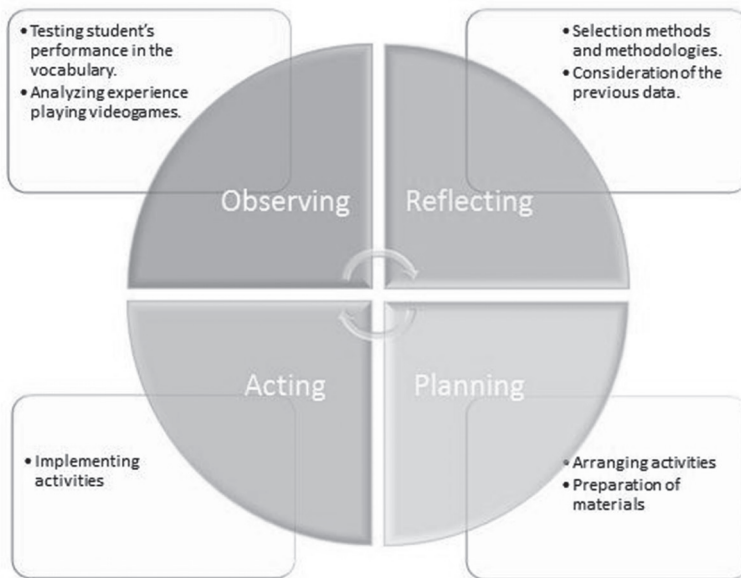 • Testing student's
performance in the
vocabulary.
• Analyzing experience
playing videogames.
• Selection methods
and methodologies.
• Consideration of the
previous data.
Observing
Reflecting
Acting
Planning
• Implementing
activities
• Arranging activities
• Preparation of
materials